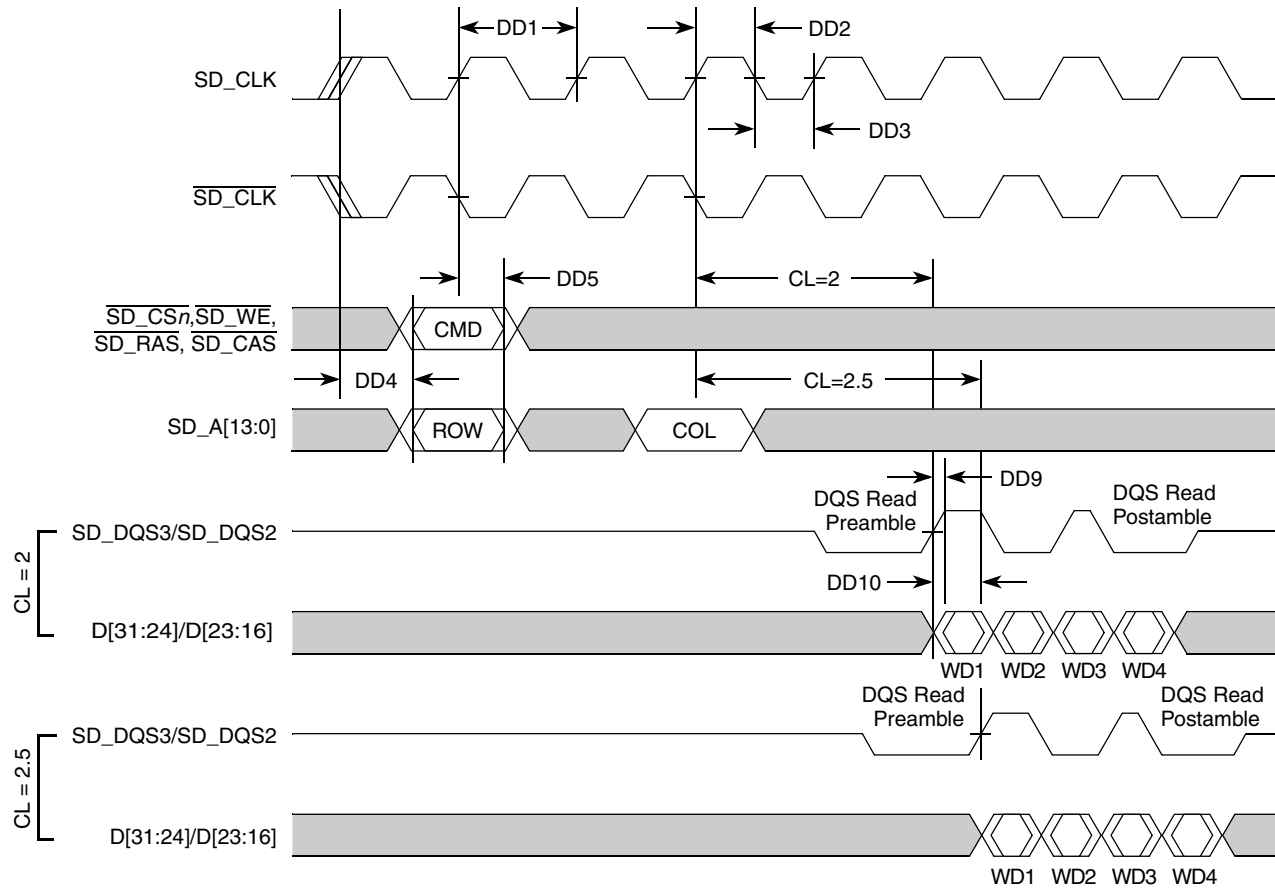 DD1
DD2
SD_CLK
DD3
SD_CLK
DD5
CL=2
SD_CSn,SD_WE,
SD_RAS, SD_CAS
CMD
DD4
CL=2.5
SD_A[13:0]
ROW
COL
DD9
DQS Read
Preamble
DQS Read
Postamble
CL = 2
SD_DQS3/SD_DQS2
DD10
D[31:24]/D[23:16]
WD1 WD2 WD3 WD4
DQS Read
Preamble
DQS Read
Postamble
CL = 2.5
SD_DQS3/SD_DQS2
D[31:24]/D[23:16]
WD1 WD2 WD3 WD4